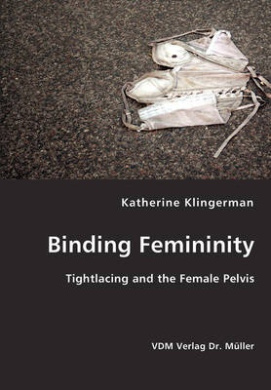 Katherine Klingerman
Binding Femininity
Tightlacing and the Female Pelvis
VDM Verlag Dr. Müller